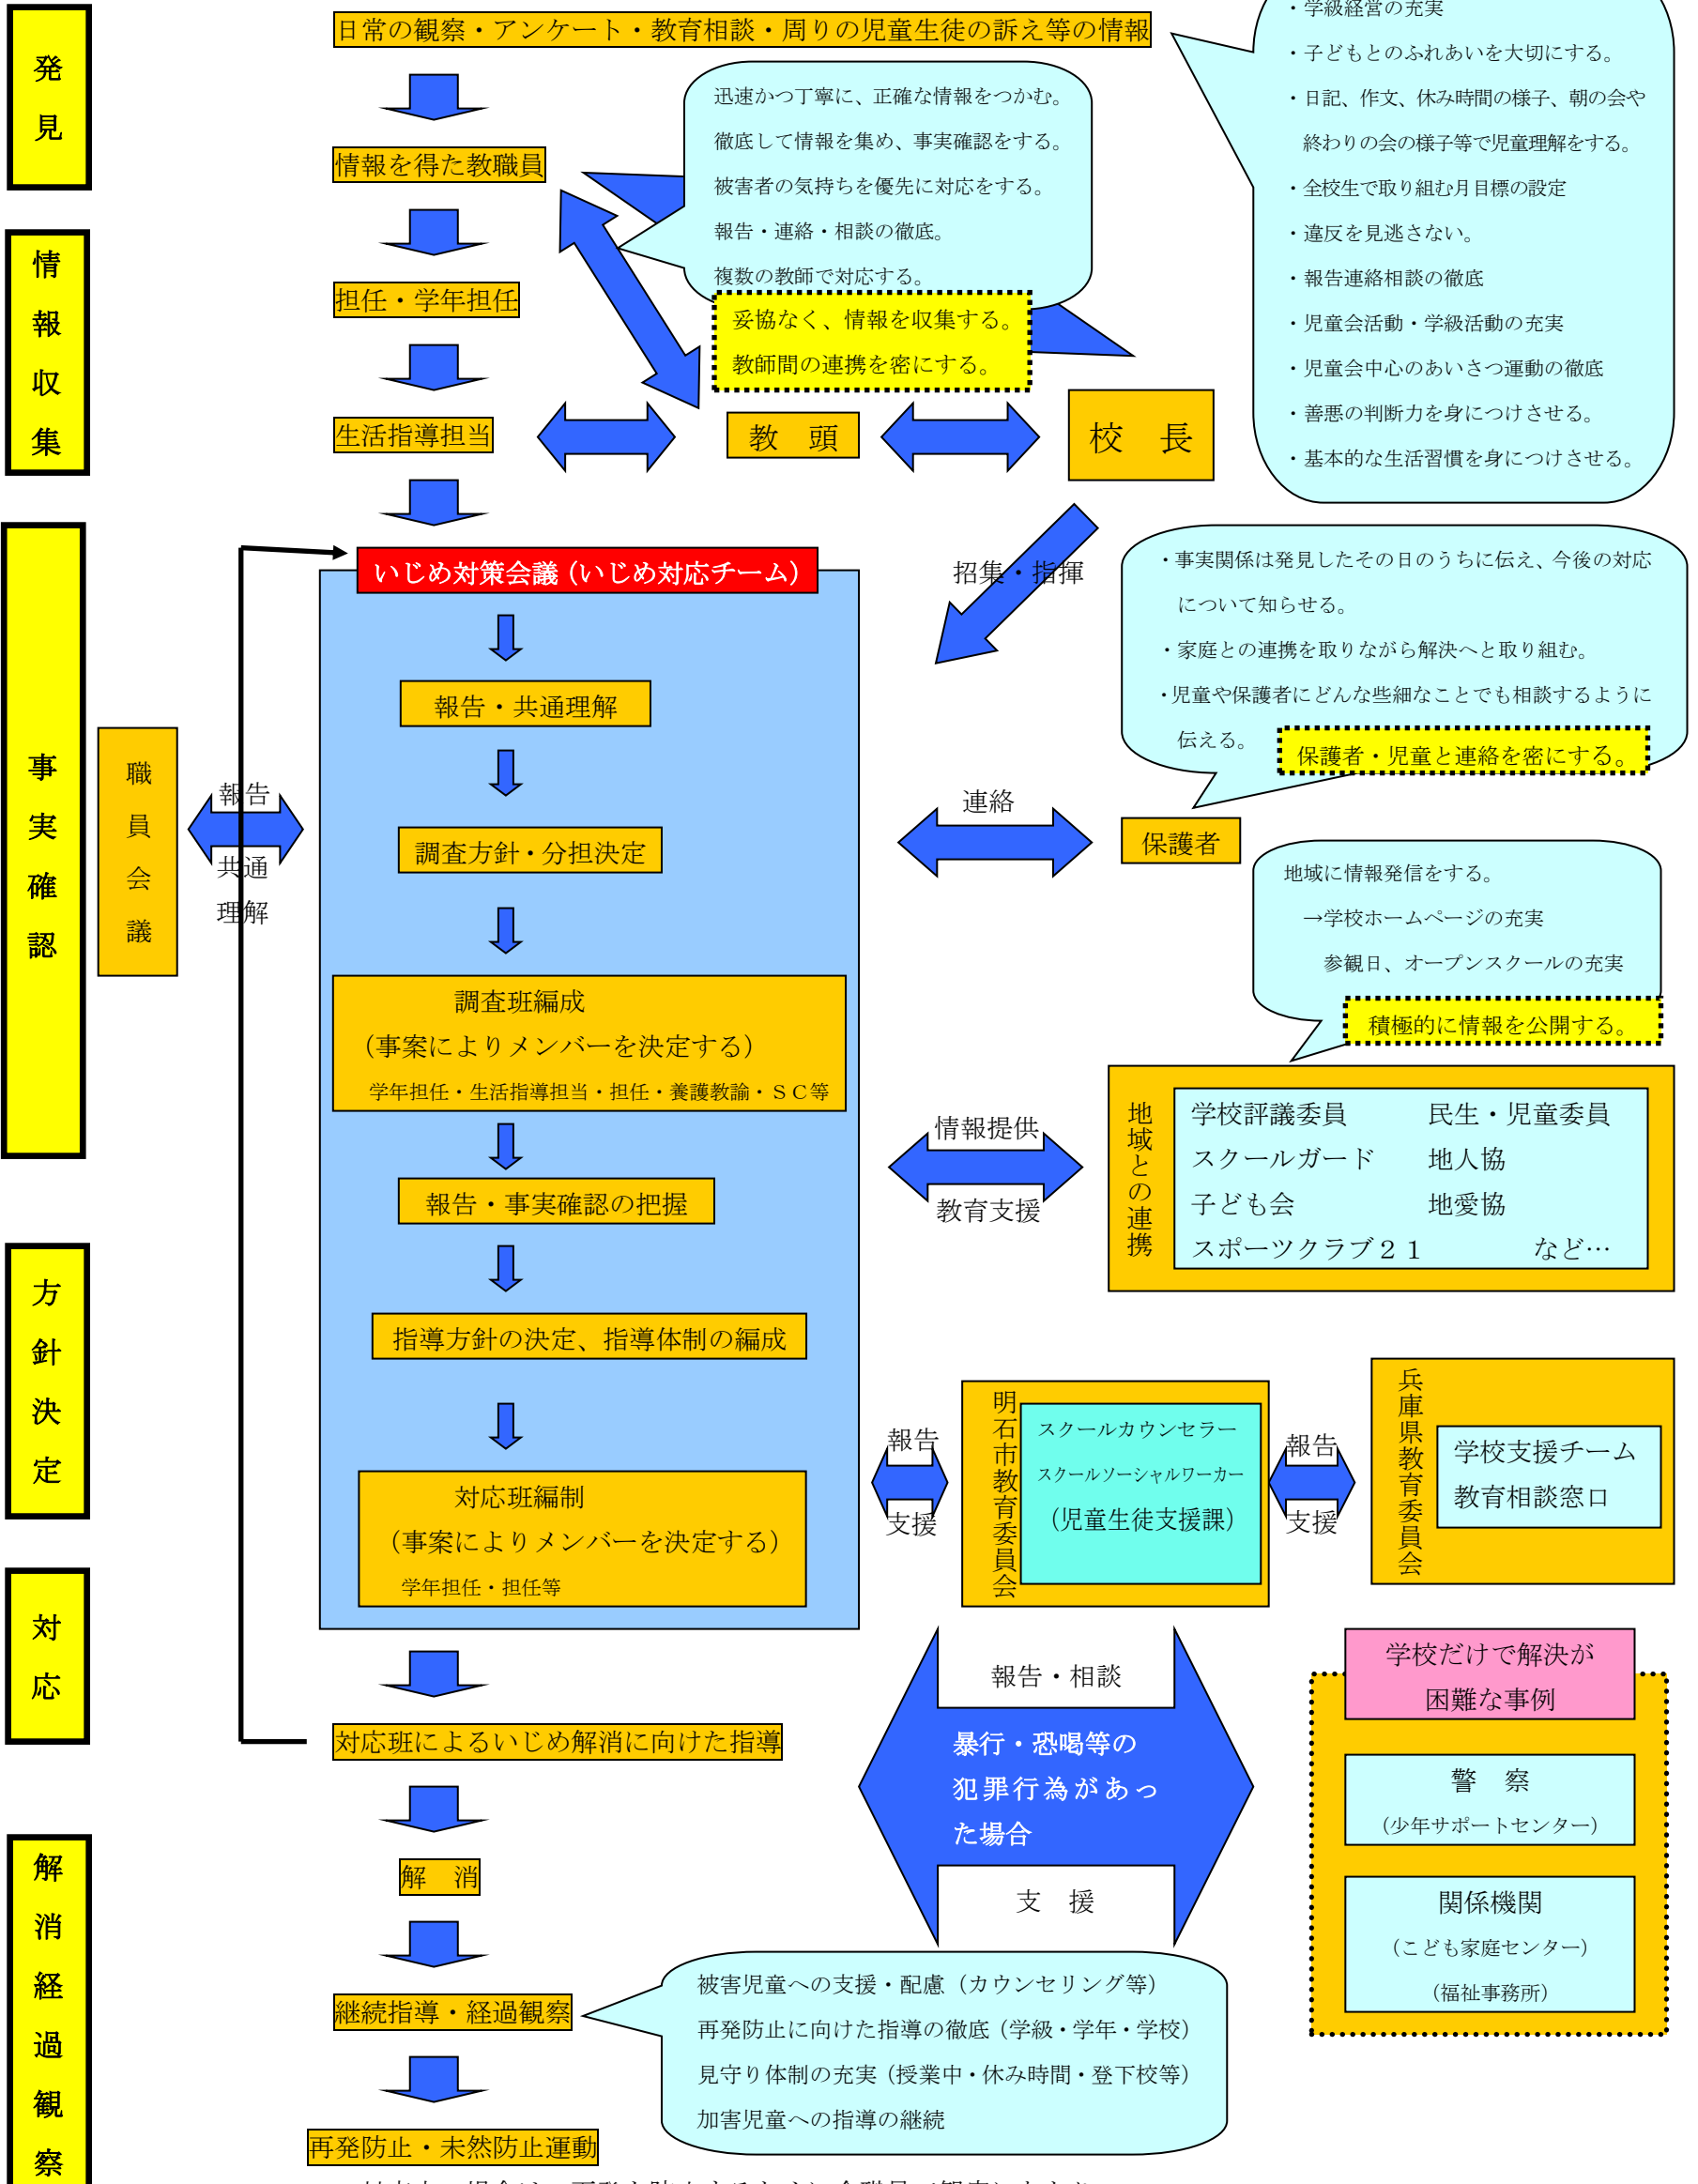 発見
日常の観察・アンケート・教育相談・周りの児童生徒の訴え等の情報
・学級経営の充実
・子どもとのふれあいを大切にする。
・日記、作文、休み時間の様子、朝の会や
終わりの会の様子等で児童理解をする。
・全校生で取り組む月目標の設定
・違反を見逃さない。
・報告連絡相談の徹底
・児童会活動・学級活動の充実
・児童会中心のあいさつ運動の徹底
・善悪の判断力を身につけさせる。
・基本的な生活習慣を身につけさせる。
情報を得た教職員
迅速かつ丁寧に、正確な情報をつかむ。
徹底して情報を集め、事実確認をする。
被害者の気持ちを優先に対応をする。
報告・連絡・相談の徹底。
複数の教師で対応する。
妥協なく、情報を収集する。
教師間の連携を密にする。
情報収集
担任・学年担任
生活指導担当
教　頭
校　長
招集・指揮
事実確認
職員会議
報告
共通
理解
いじめ対策会議（いじめ対応チーム）
報告・共通理解
調査方針・分担決定
調査班編成
（事案によりメンバーを決定する）
学年担任・生活指導担当・担任・養護教諭・ＳＣ等
報告・事実確認の把握
指導方針の決定、指導体制の編成
対応班編制
（事案によりメンバーを決定する）
学年担任・担任等
・事実関係は発見したその日のうちに伝え、今後の対応
について知らせる。
・家庭との連携を取りながら解決へと取り組む。
・児童や保護者にどんな些細なことでも相談するように
伝える。
保護者・児童と連絡を密にする。
連絡
保護者
地域に情報発信をする。
→学校ホームページの充実
参観日、オープンスクールの充実
積極的に情報を公開する。
情報提供
教育支援
地域との連携
学校評議委員　民生・児童委員
スクールガード　地人協
子ども会　地愛協
スポーツクラブ２１　など…
方針決定
報告
支援
明石市教育委員会
スクールカウンセラー
スクールソーシャルワーカー
（児童生徒支援課）
報告
支援
兵庫県教育委員会
学校支援チーム
教育相談窓口
対応
対応班によるいじめ解消に向けた指導
報告・相談
暴行・恐喝等の
犯罪行為があっ
た場合
支　援
学校だけで解決が
困難な事例
警　察
（少年サポートセンター）
関係機関
（こども家庭センター）
（福祉事務所）
解消経過観察
解　消
継続指導・経過観察
被害児童への支援・配慮（カウンセリング等）
再発防止に向けた指導の徹底（学級・学年・学校）
見守り体制の充実（授業中・休み時間・登下校等）
加害児童への指導の継続
再発防止・未然防止運動